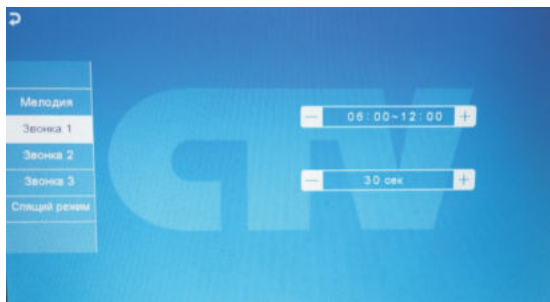 Мелодия
Звонка 1
Звонка 2
Звонка 3
Спящий режим
— 06:00~12:00 +
— 30 сек +
CTV